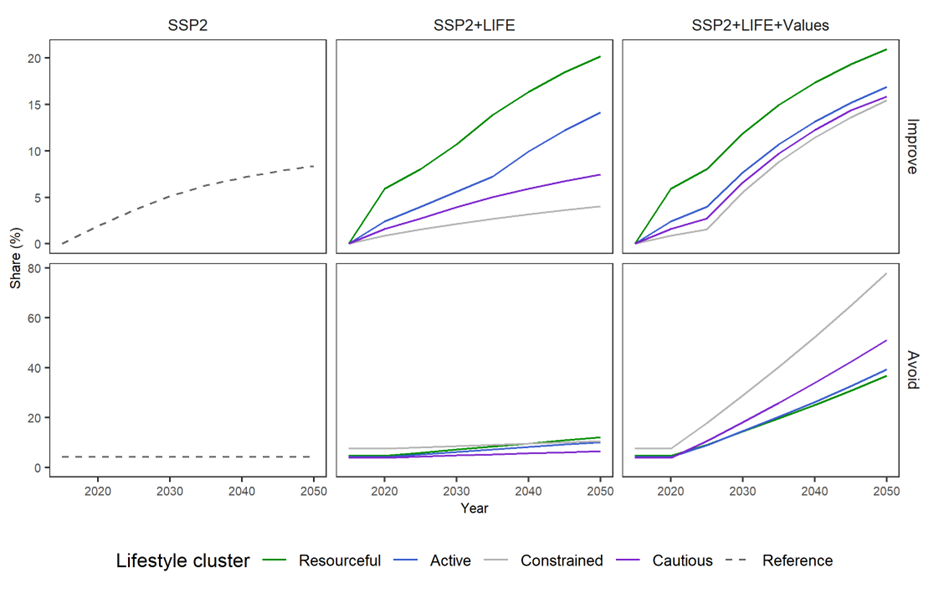 SSP2 SSP2+LIFE SSP2+LIFE+Values
20
15
10
5
0
Improve
Share (%)
80
60
40
20
0
Avoid
2020 2030 2040 2050 2020 2030 2040 2050 2020 2030 2040 2050
Year
Lifestyle cluster Resourceful Active Constrained Cautious Reference